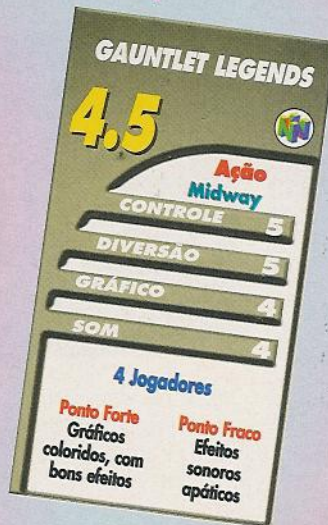 GAUNTLET LEGENDS
4.5
Ação
Midway
CONTROLE 5
DIVERSÃO 5
GRÁFICO 4
SOM 4
4 Jogadores
Ponto Forte
Gráficos
coloridos, com
bons efeitos
Ponto Fraco
Efeitos
sonoros
apáticos